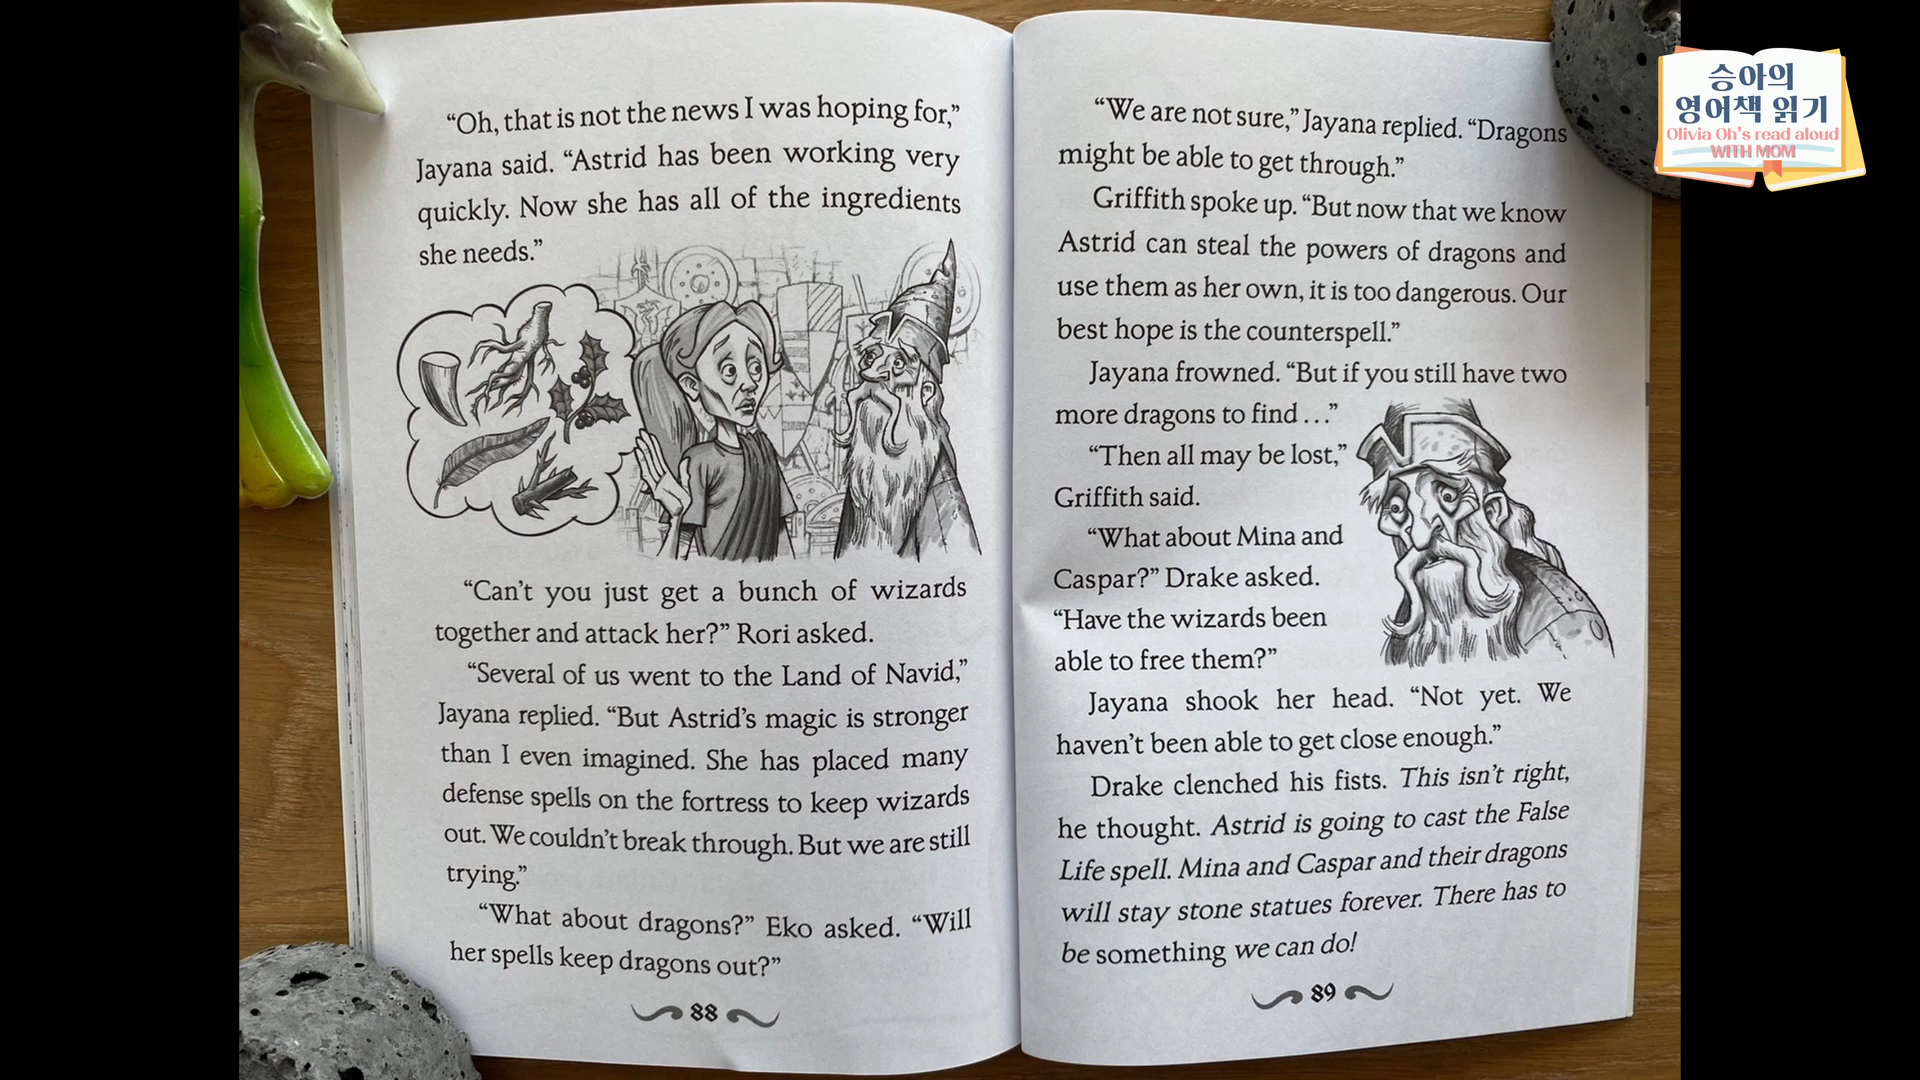 “Oh, that is not the news I was hoping for,”
Jayana said. “Astrid has been working very
quickly. Now she has all of the ingredients
she needs.”
“Can’t you just get a bunch of wizards
together and attack her?” Rori asked.
“Several of us went to the Land of Navid,”
Jayana replied. “But Astrid’s magic is stronger
than I even imagined. She has placed many
defense spells on the fortress to keep wizards
out. We couldn’t break through. But we are still
trying.”
“What about dragons?” Eko asked. “Will
her spells keep dragons out?”
88
“We are not sure,” Jayana replied. “Dragons
might be able to get through.”
Griffith spoke up. “But now that we know
Astrid can steal the powers of dragons and
use them as her own, it is too dangerous. Our
best hope is the counterspell.”
Jayana frowned. “But if you still have two
more dragons to find . . .”
“Then all may be lost,”
Griffith said.
“What about Mina and
Caspar?” Drake asked.
“Have the wizards been
able to free them?”
Jayana shook her head. “Not yet. We
haven’t been able to get close enough.”
Drake clenched his fists. This isn’t right,
he thought. Astrid is going to cast the False
Life spell. Mina and Caspar and their dragons
will stay stone statues forever. There has to
be something we can do!
89
승아의
영어책 읽기
Olivia Oh's read aloud
WITH MOM